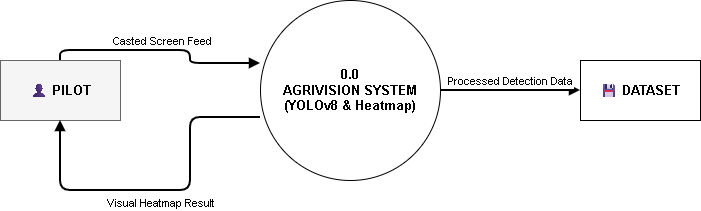 Casted Screen Feed
PILOT
0.0
AGRIVISION SYSTEM
(YOLOv8 & Heatmap)
Processed Detection Data
DATASET
Visual Heatmap Result